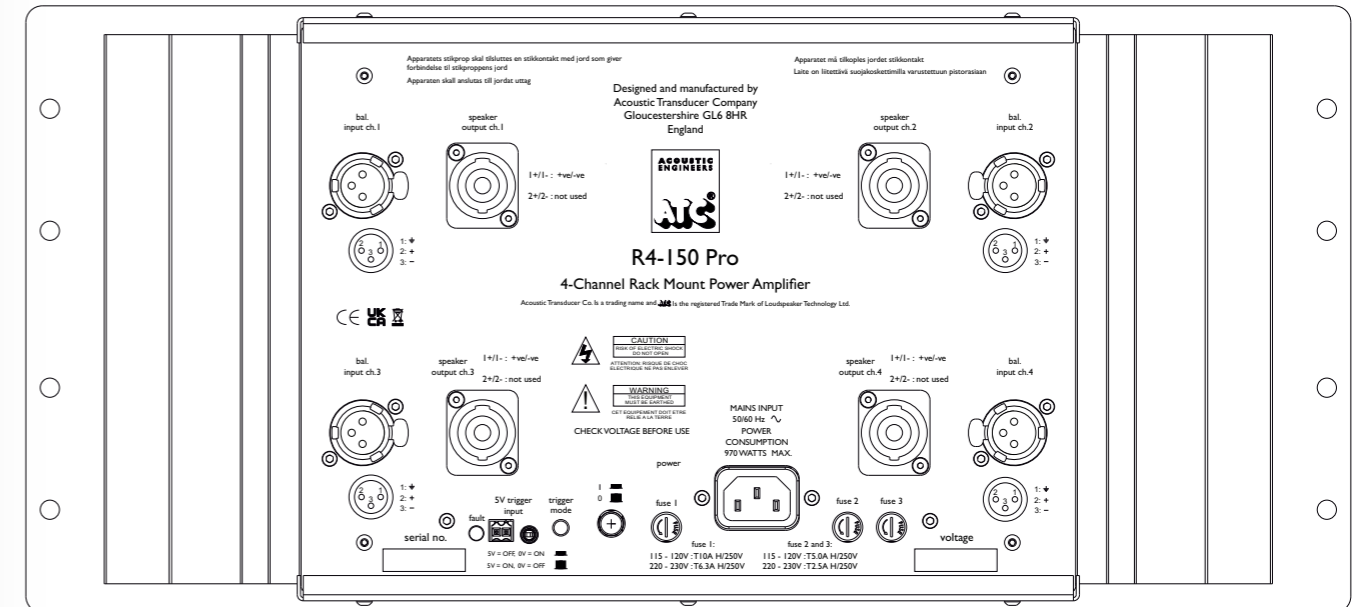 Apparatets stikprop skal tilsluttes en stikkontakt med jord som giver
forbindelse til stikproppens jord
Apparaten skall anslutas till jordat uttag
Apparatet må tilkoples jordet stikkontakt
Laite on liitettävä suojakoskettimilla varustettuun pistorasiaan
Designed and manufactured by
Acoustic Transducer Company
Gloucestershire GL6 8HR
England
bal.
input ch.1
speaker
output ch.1
speaker
output ch.2
bal.
input ch.2
1+/1- : +ve/-ve
2+/2- : not used
ACOUSTIC
ENGINEERS
ATC®
1+/1- : +ve/-ve
2+/2- : not used
2 1
3
1: ⏚
2: +
3: −
2 1
3
1: ⏚
2: +
3: −
R4-150 Pro
4-Channel Rack Mount Power Amplifier
Acoustic Transducer Co. Is a trading name and ATC Is the registered Trade Mark of Loudspeaker Technology Ltd.
CE UK
CA
CAUTION
RISK OF ELECTRIC SHOCK
DO NOT OPEN
ATTENTION: RISQUE DE CHOC
ELECTRIQUE NE PAS ENLEVER
WARNING
THIS EQUIPMENT
MUST BE EARTHED
CET EQUIPEMENT DOIT ETRE
RELIE A LA TERRE
CHECK VOLTAGE BEFORE USE
bal.
input ch.3
speaker
output ch.3
1+/1- : +ve/-ve
2+/2- : not used
speaker
output ch.4
1+/1- : +ve/-ve
2+/2- : not used
bal.
input ch.4
MAINS INPUT
50/60 Hz ∿
POWER
CONSUMPTION
970 WATTS MAX.
2 1
3
1: ⏚
2: +
3: −
2 1
3
1: ⏚
2: +
3: −
power
I
0
fault
5V trigger
input
trigger
mode
fuse 1
fuse 2
fuse 3
serial no.
voltage
5V = OFF, 0V = ON
5V = ON, 0V = OFF
fuse 1:
115 - 120V :T10A H/250V
220 - 230V :T6.3A H/250V
fuse 2 and 3:
115 - 120V :T5.0A H/250V
220 - 230V :T2.5A H/250V